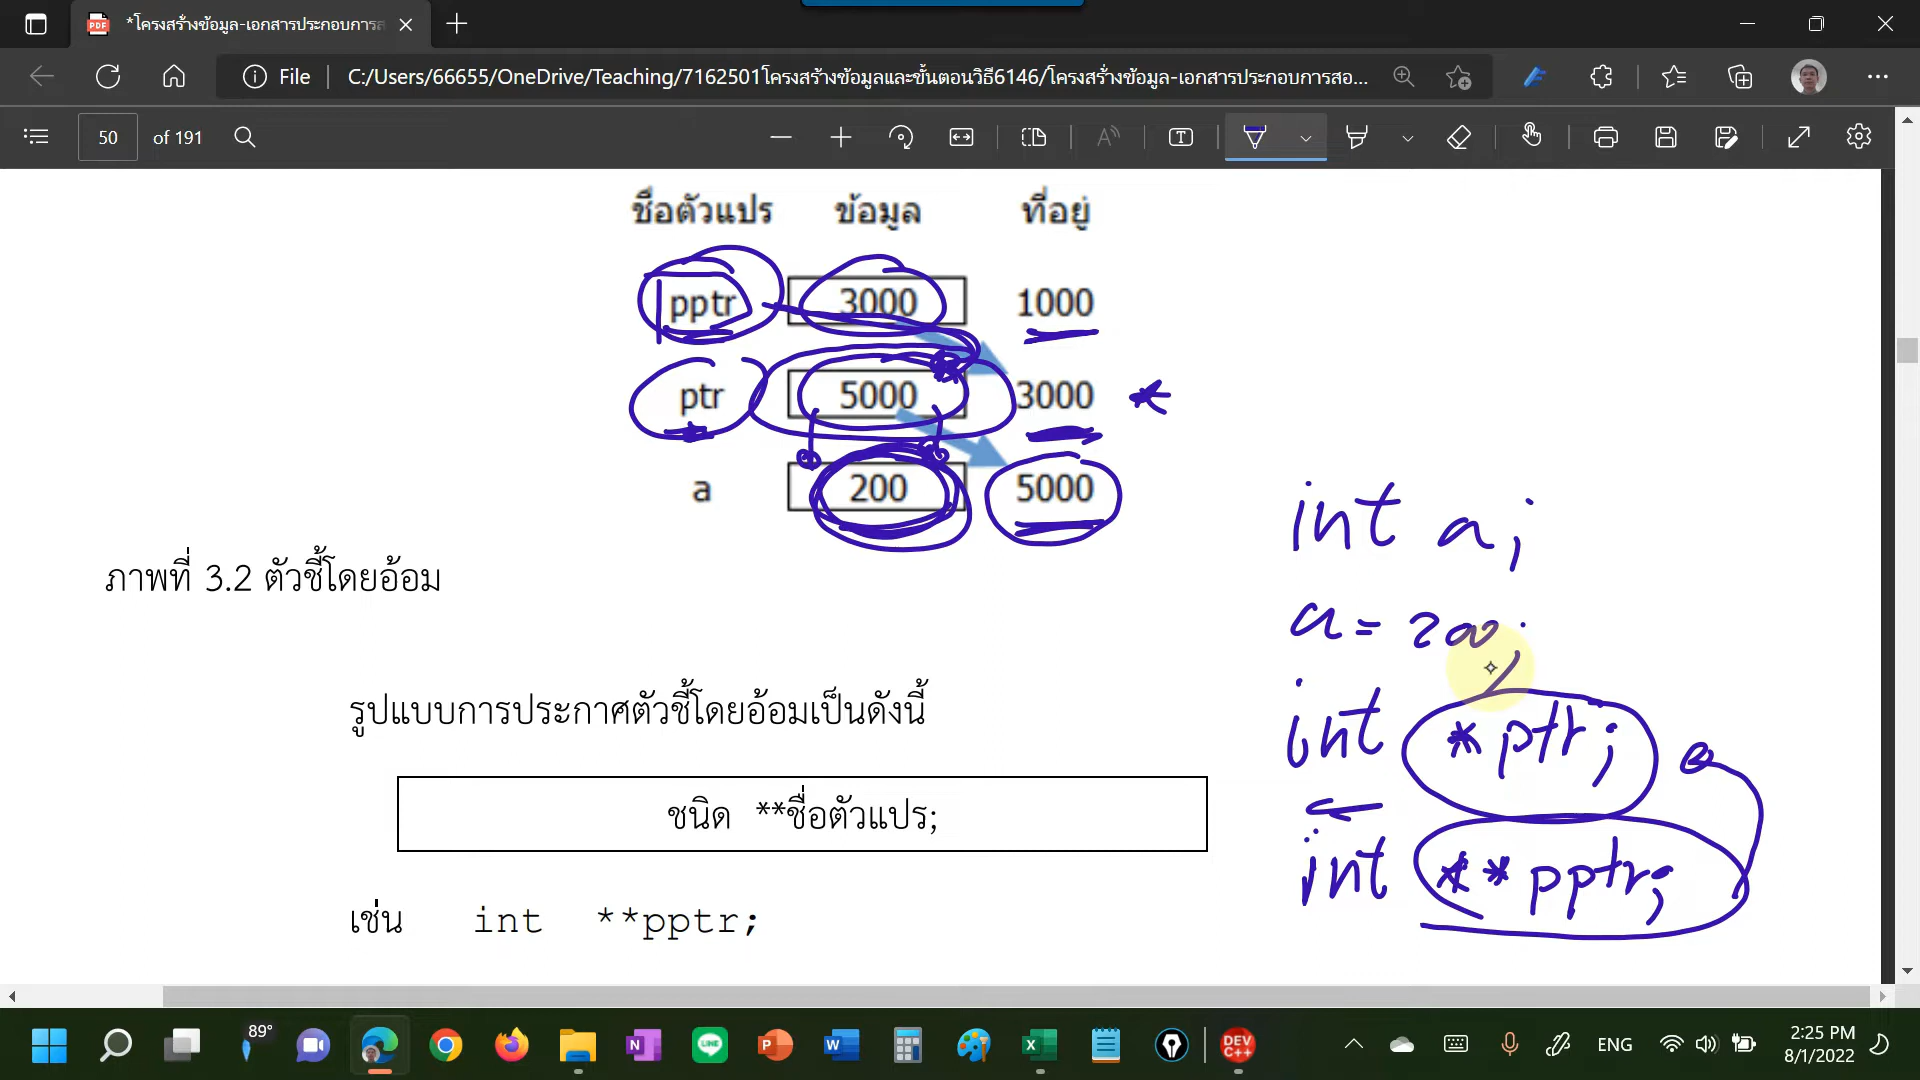 *โครงสร้างข้อมูล-เอกสารประกอบการส
File
C:/Users/66655/OneDrive/Teaching/7162501โครงสร้างข้อมูลและขั้นตอนวิธี6146/โครงสร้างข้อมูล-เอกสารประกอบการสอ...
50 of 191
ชื่อตัวแปร ข้อมูล ที่อยู่
pptr 3000 1000
ptr 5000 3000 *
a 200 5000
int a;
ภาพที่ 3.2 ตัวชี้โดยอ้อม
a = 200;
รูปแบบการประกาศตัวชี้โดยอ้อมเป็นดังนี้
int *ptr;
ชนิด **ชื่อตัวแปร;
int **pptr;
เช่น int **pptr;
89°
DEV C++
ENG
2:25 PM
8/1/2022